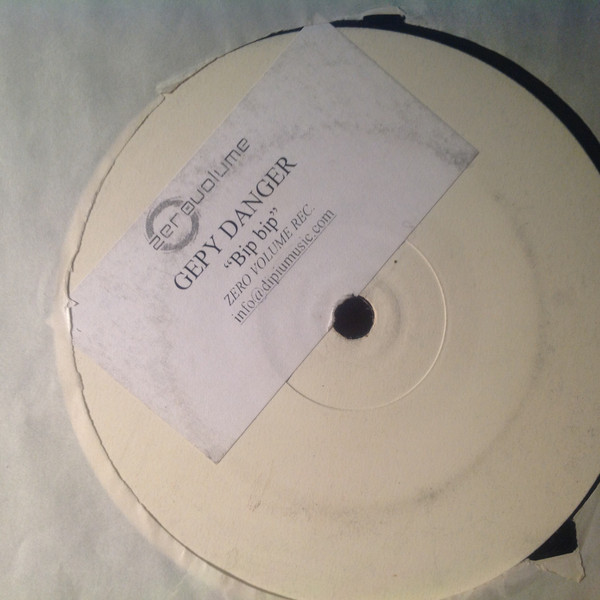 zerovolume
GEPY DANGER
“Bip bip”
ZERO VOLUME REC.
info@dipiumusic.com